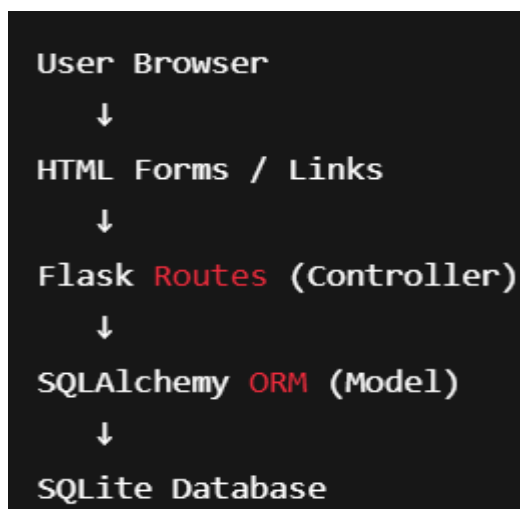 User Browser
↓
HTML Forms / Links
↓
Flask Routes (Controller)
↓
SQLAlchemy ORM (Model)
↓
SQLite Database